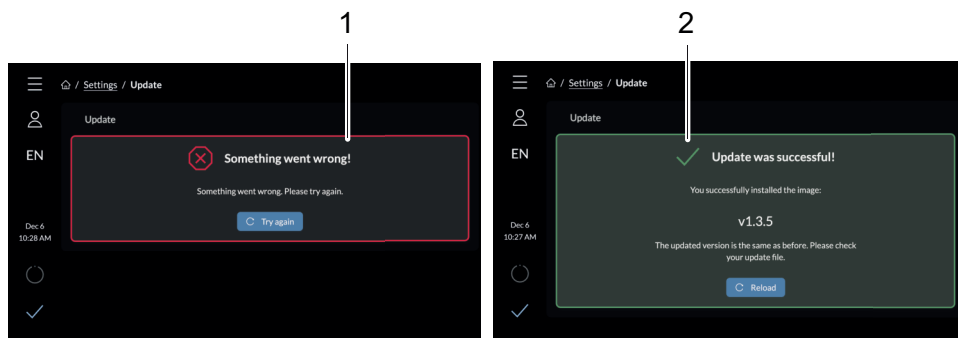 1
/ Settings / Update
Update
EN
Something went wrong!
Something went wrong. Please try again.
Try again
Dec 6
10:28 AM
2
/ Settings / Update
Update
EN
Update was successful!
You successfully installed the image:
v1.3.5
The updated version is the same as before. Please check
your update file.
Reload
Dec 6
10:27 AM